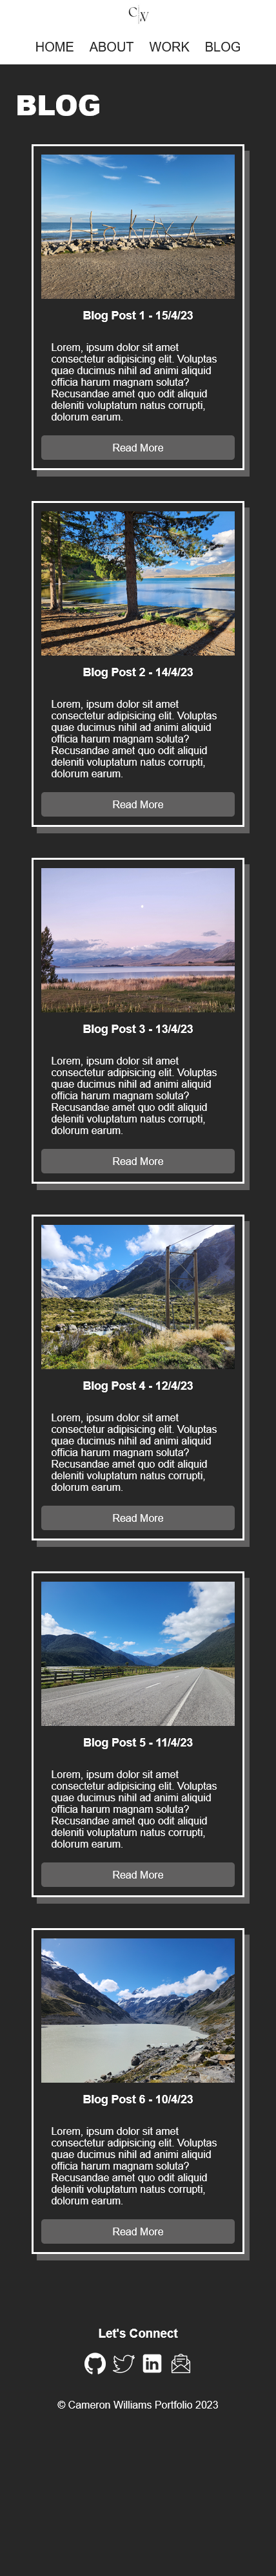 C W
HOME ABOUT WORK BLOG
BLOG
HOKITIKA
Blog Post 1 - 15/4/23
Lorem, ipsum dolor sit amet
consectetur adipisicing elit. Voluptas
quae ducimus nihil ad animi aliquid
officia harum magnam soluta?
Recusandae amet quo odit aliquid
deleniti voluptatum natus corrupti,
dolorum earum.
Read More
Blog Post 2 - 14/4/23
Lorem, ipsum dolor sit amet
consectetur adipisicing elit. Voluptas
quae ducimus nihil ad animi aliquid
officia harum magnam soluta?
Recusandae amet quo odit aliquid
deleniti voluptatum natus corrupti,
dolorum earum.
Read More
Blog Post 3 - 13/4/23
Lorem, ipsum dolor sit amet
consectetur adipisicing elit. Voluptas
quae ducimus nihil ad animi aliquid
officia harum magnam soluta?
Recusandae amet quo odit aliquid
deleniti voluptatum natus corrupti,
dolorum earum.
Read More
Blog Post 4 - 12/4/23
Lorem, ipsum dolor sit amet
consectetur adipisicing elit. Voluptas
quae ducimus nihil ad animi aliquid
officia harum magnam soluta?
Recusandae amet quo odit aliquid
deleniti voluptatum natus corrupti,
dolorum earum.
Read More
Blog Post 5 - 11/4/23
Lorem, ipsum dolor sit amet
consectetur adipisicing elit. Voluptas
quae ducimus nihil ad animi aliquid
officia harum magnam soluta?
Recusandae amet quo odit aliquid
deleniti voluptatum natus corrupti,
dolorum earum.
Read More
Blog Post 6 - 10/4/23
Lorem, ipsum dolor sit amet
consectetur adipisicing elit. Voluptas
quae ducimus nihil ad animi aliquid
officia harum magnam soluta?
Recusandae amet quo odit aliquid
deleniti voluptatum natus corrupti,
dolorum earum.
Read More
Let's Connect
in
© Cameron Williams Portfolio 2023